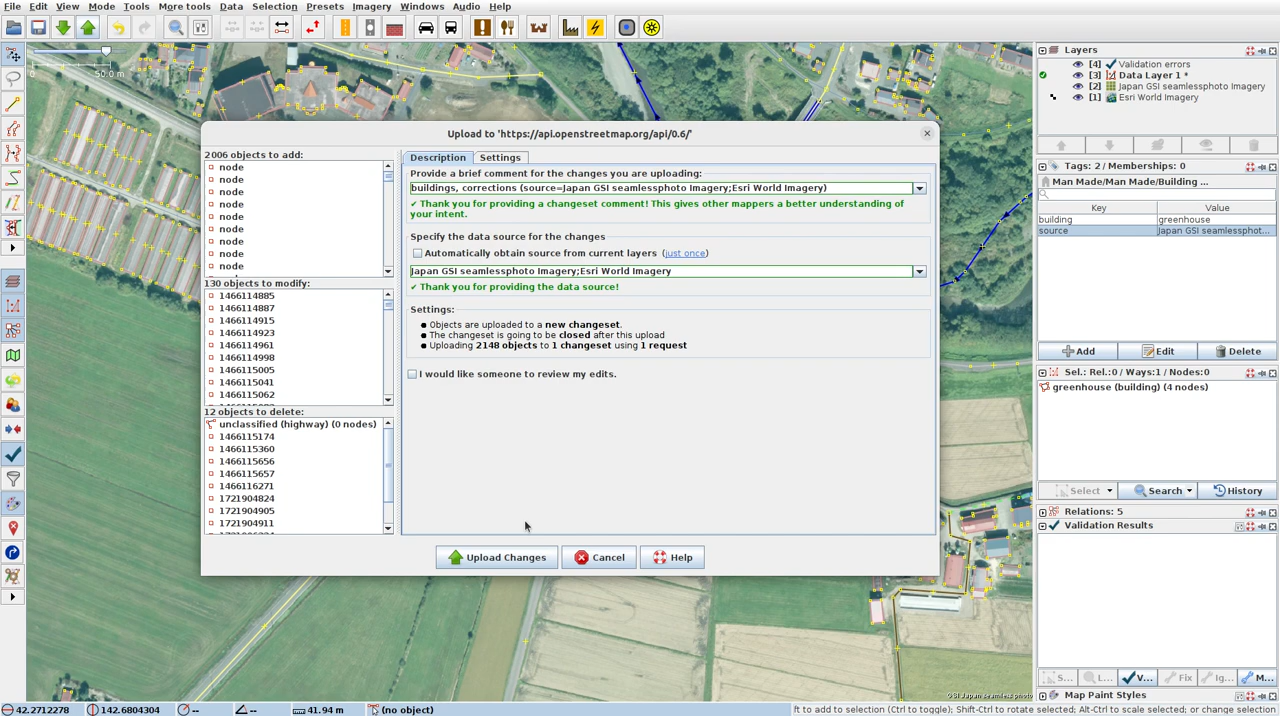 File Edit View Mode Tools More tools Data Selection Presets Imagery Windows Audio Help
0 50.0 m
Upload to 'https://api.openstreetmap.org/api/0.6/'
2006 objects to add:
node
node
node
node
node
node
node
node
node
130 objects to modify:
1466114885
1466114887
1466114915
1466114923
1466114961
1466114998
1466115005
1466115041
1466115062
12 objects to delete:
unclassified (highway) (0 nodes)
1466115174
1466115360
1466115656
1466115657
1466116271
1721904824
1721904905
1721904911
Description Settings
Provide a brief comment for the changes you are uploading:
buildings, corrections (source=Japan GSI seamlessphoto Imagery;Esri World Imagery)
✔ Thank you for providing a changeset comment! This gives other mappers a better understanding of
your intent.
Specify the data source for the changes
Automatically obtain source from current layers (just once)
Japan GSI seamlessphoto Imagery;Esri World Imagery
✔ Thank you for providing the data source!
Settings:
● Objects are uploaded to a new changeset.
● The changeset is going to be closed after this upload
● Uploading 2148 objects to 1 changeset using 1 request
I would like someone to review my edits.
Upload Changes Cancel Help
Layers
[4] Validation errors
[3] Data Layer 1 *
[2] Japan GSI seamlessphoto Imagery
[1] Esri World Imagery
Tags: 2 / Memberships: 0
Man Made/Man Made/Building ...
Key Value
building greenhouse
source Japan GSI seamlessphot...
Add Edit Delete
Sel.: Rel.:0 / Ways:1 / Nodes:0
greenhouse (building) (4 nodes)
Select Search History
Relations: 5
Validation Results
S... L... V... Fix Ig... M...
Map Paint Styles
GSI Japan seamless photo
42.2712278 142.6804304 -- -- 41.94 m (no object) ft to add to selection (Ctrl to toggle); Shift-Ctrl to rotate selected; Alt-Ctrl to scale selected; or change selection